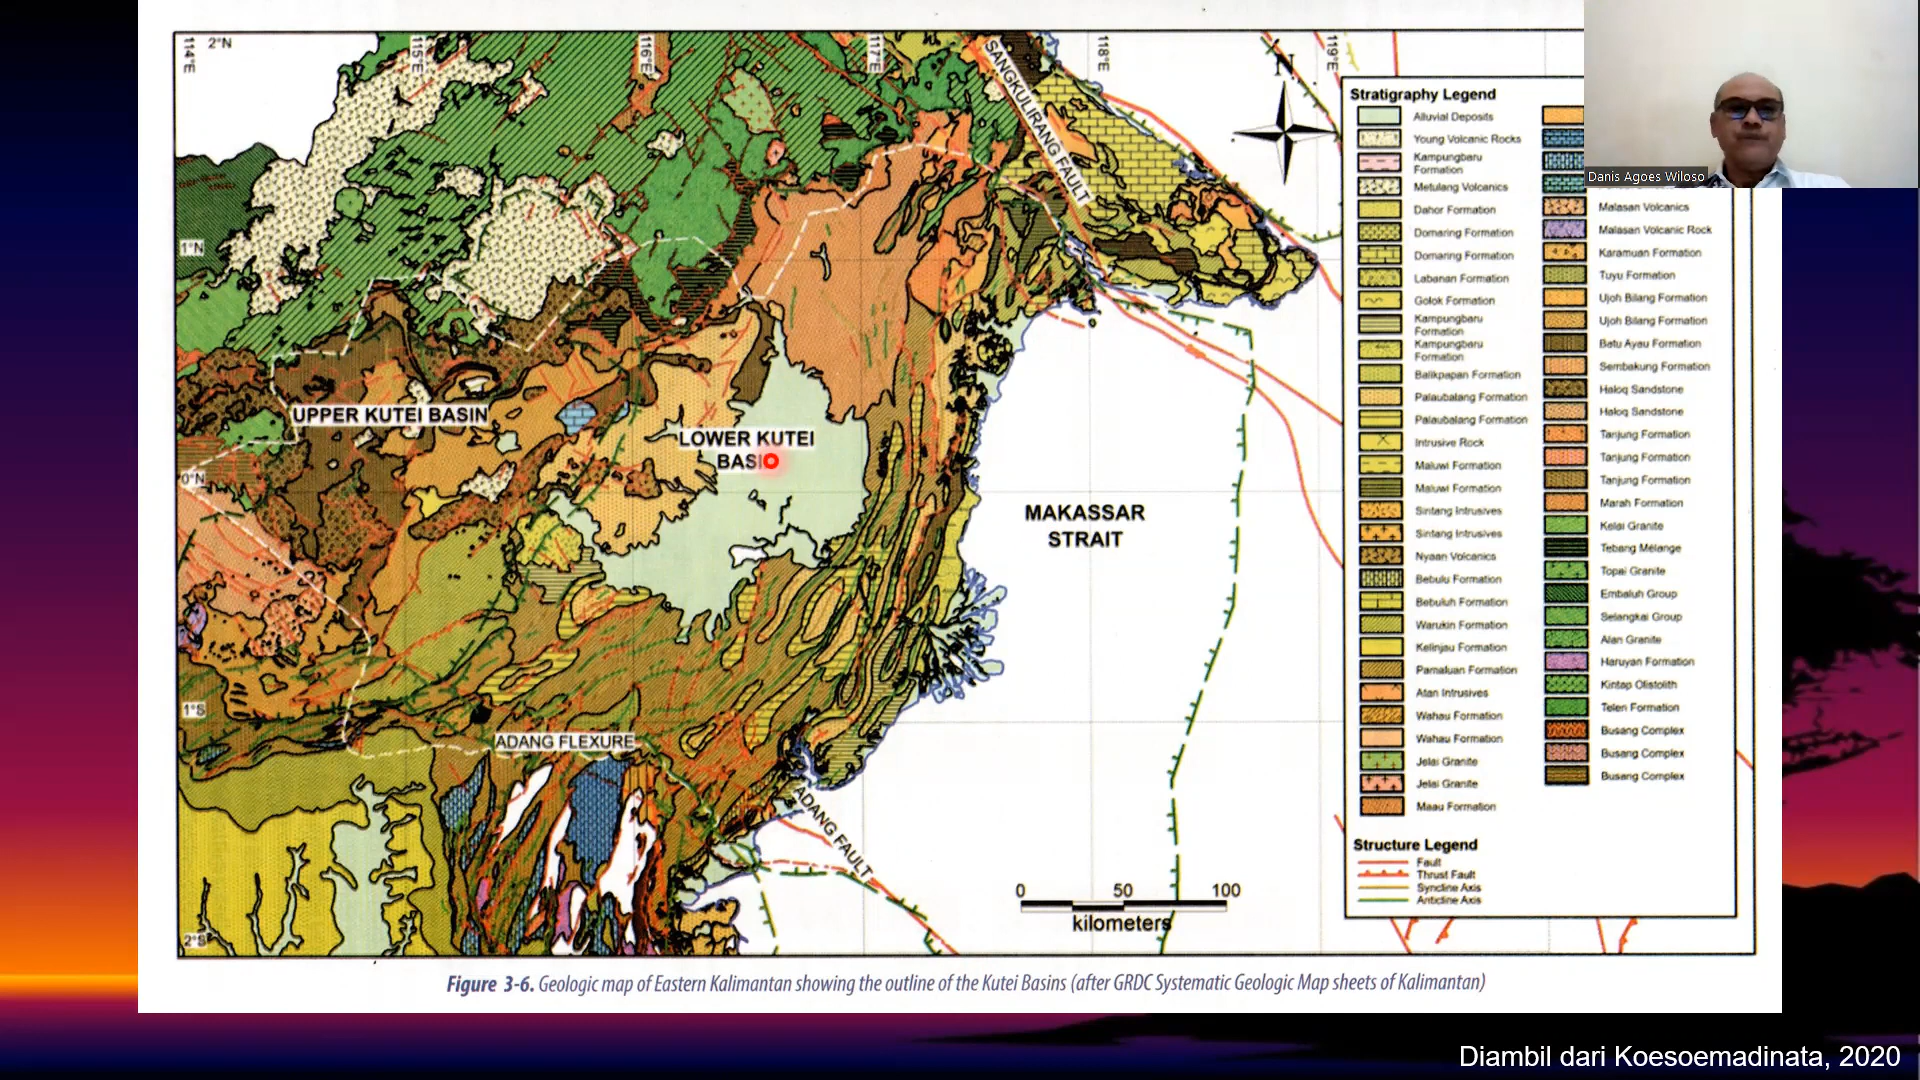 114°E
2°N
115°E
116°E
117°E
118°E
119°E
N
SANGKULIRANG FAULT
1°N
UPPER KUTEI BASIN
LOWER KUTEI
BASI
0°N
MAKASSAR
STRAIT
1°S
ADANG FLEXURE
ADANG FAULT
2°S
0 50 100
kilometers
Stratigraphy Legend
Alluvial Deposits
Young Volcanic Rocks
Kampungbaru
Formation
Metulang Volcanics
Dahor Formation
Domaring Formation
Domaring Formation
Labanan Formation
Golok Formation
Kampungbaru
Formation
Kampungbaru
Formation
Balikpapan Formation
Palaubalang Formation
Palaubalang Formation
Intrusive Rock
Maluwi Formation
Maluwi Formation
Sintang Intrusives
Sintang Intrusives
Nyaan Volcanics
Bebulu Formation
Bebuluh Formation
Warukin Formation
Kelinjau Formation
Pamaluan Formation
Atan Intrusives
Wahau Formation
Wahau Formation
Jelai Granite
Jelai Granite
Maau Formation
Malasan Volcanics
Malasan Volcanic Rock
Karamuan Formation
Tuyu Formation
Ujoh Bilang Formation
Ujoh Bilang Formation
Batu Ayau Formation
Sembakung Formation
Haloq Sandstone
Haloq Sandstone
Tanjung Formation
Tanjung Formation
Tanjung Formation
Marah Formation
Kelai Granite
Tebang Mélange
Topai Granite
Embaluh Group
Selangkai Group
Alan Granite
Haruyan Formation
Kintap Olistolith
Telen Formation
Busang Complex
Busang Complex
Busang Complex
Structure Legend
Fault
Thrust Fault
Syncline Axis
Anticline Axis
Danis Agoes Wiloso
Figure 3-6. Geologic map of Eastern Kalimantan showing the outline of the Kutei Basins (after GRDC Systematic Geologic Map sheets of Kalimantan)
Diambil dari Koesoemadinata, 2020